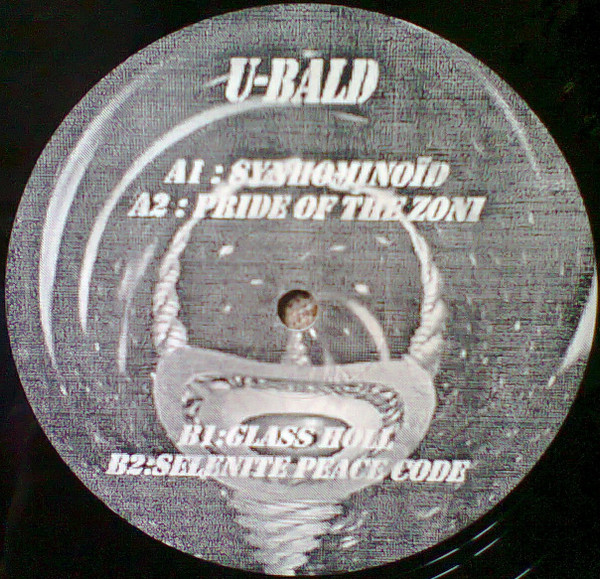 U-BALD
A1 : SYNHOMINOÏD
A2 : PRIDE OF THE ZONI
B1:GLASS HOLL
B2:SELENITE PEACE CODE